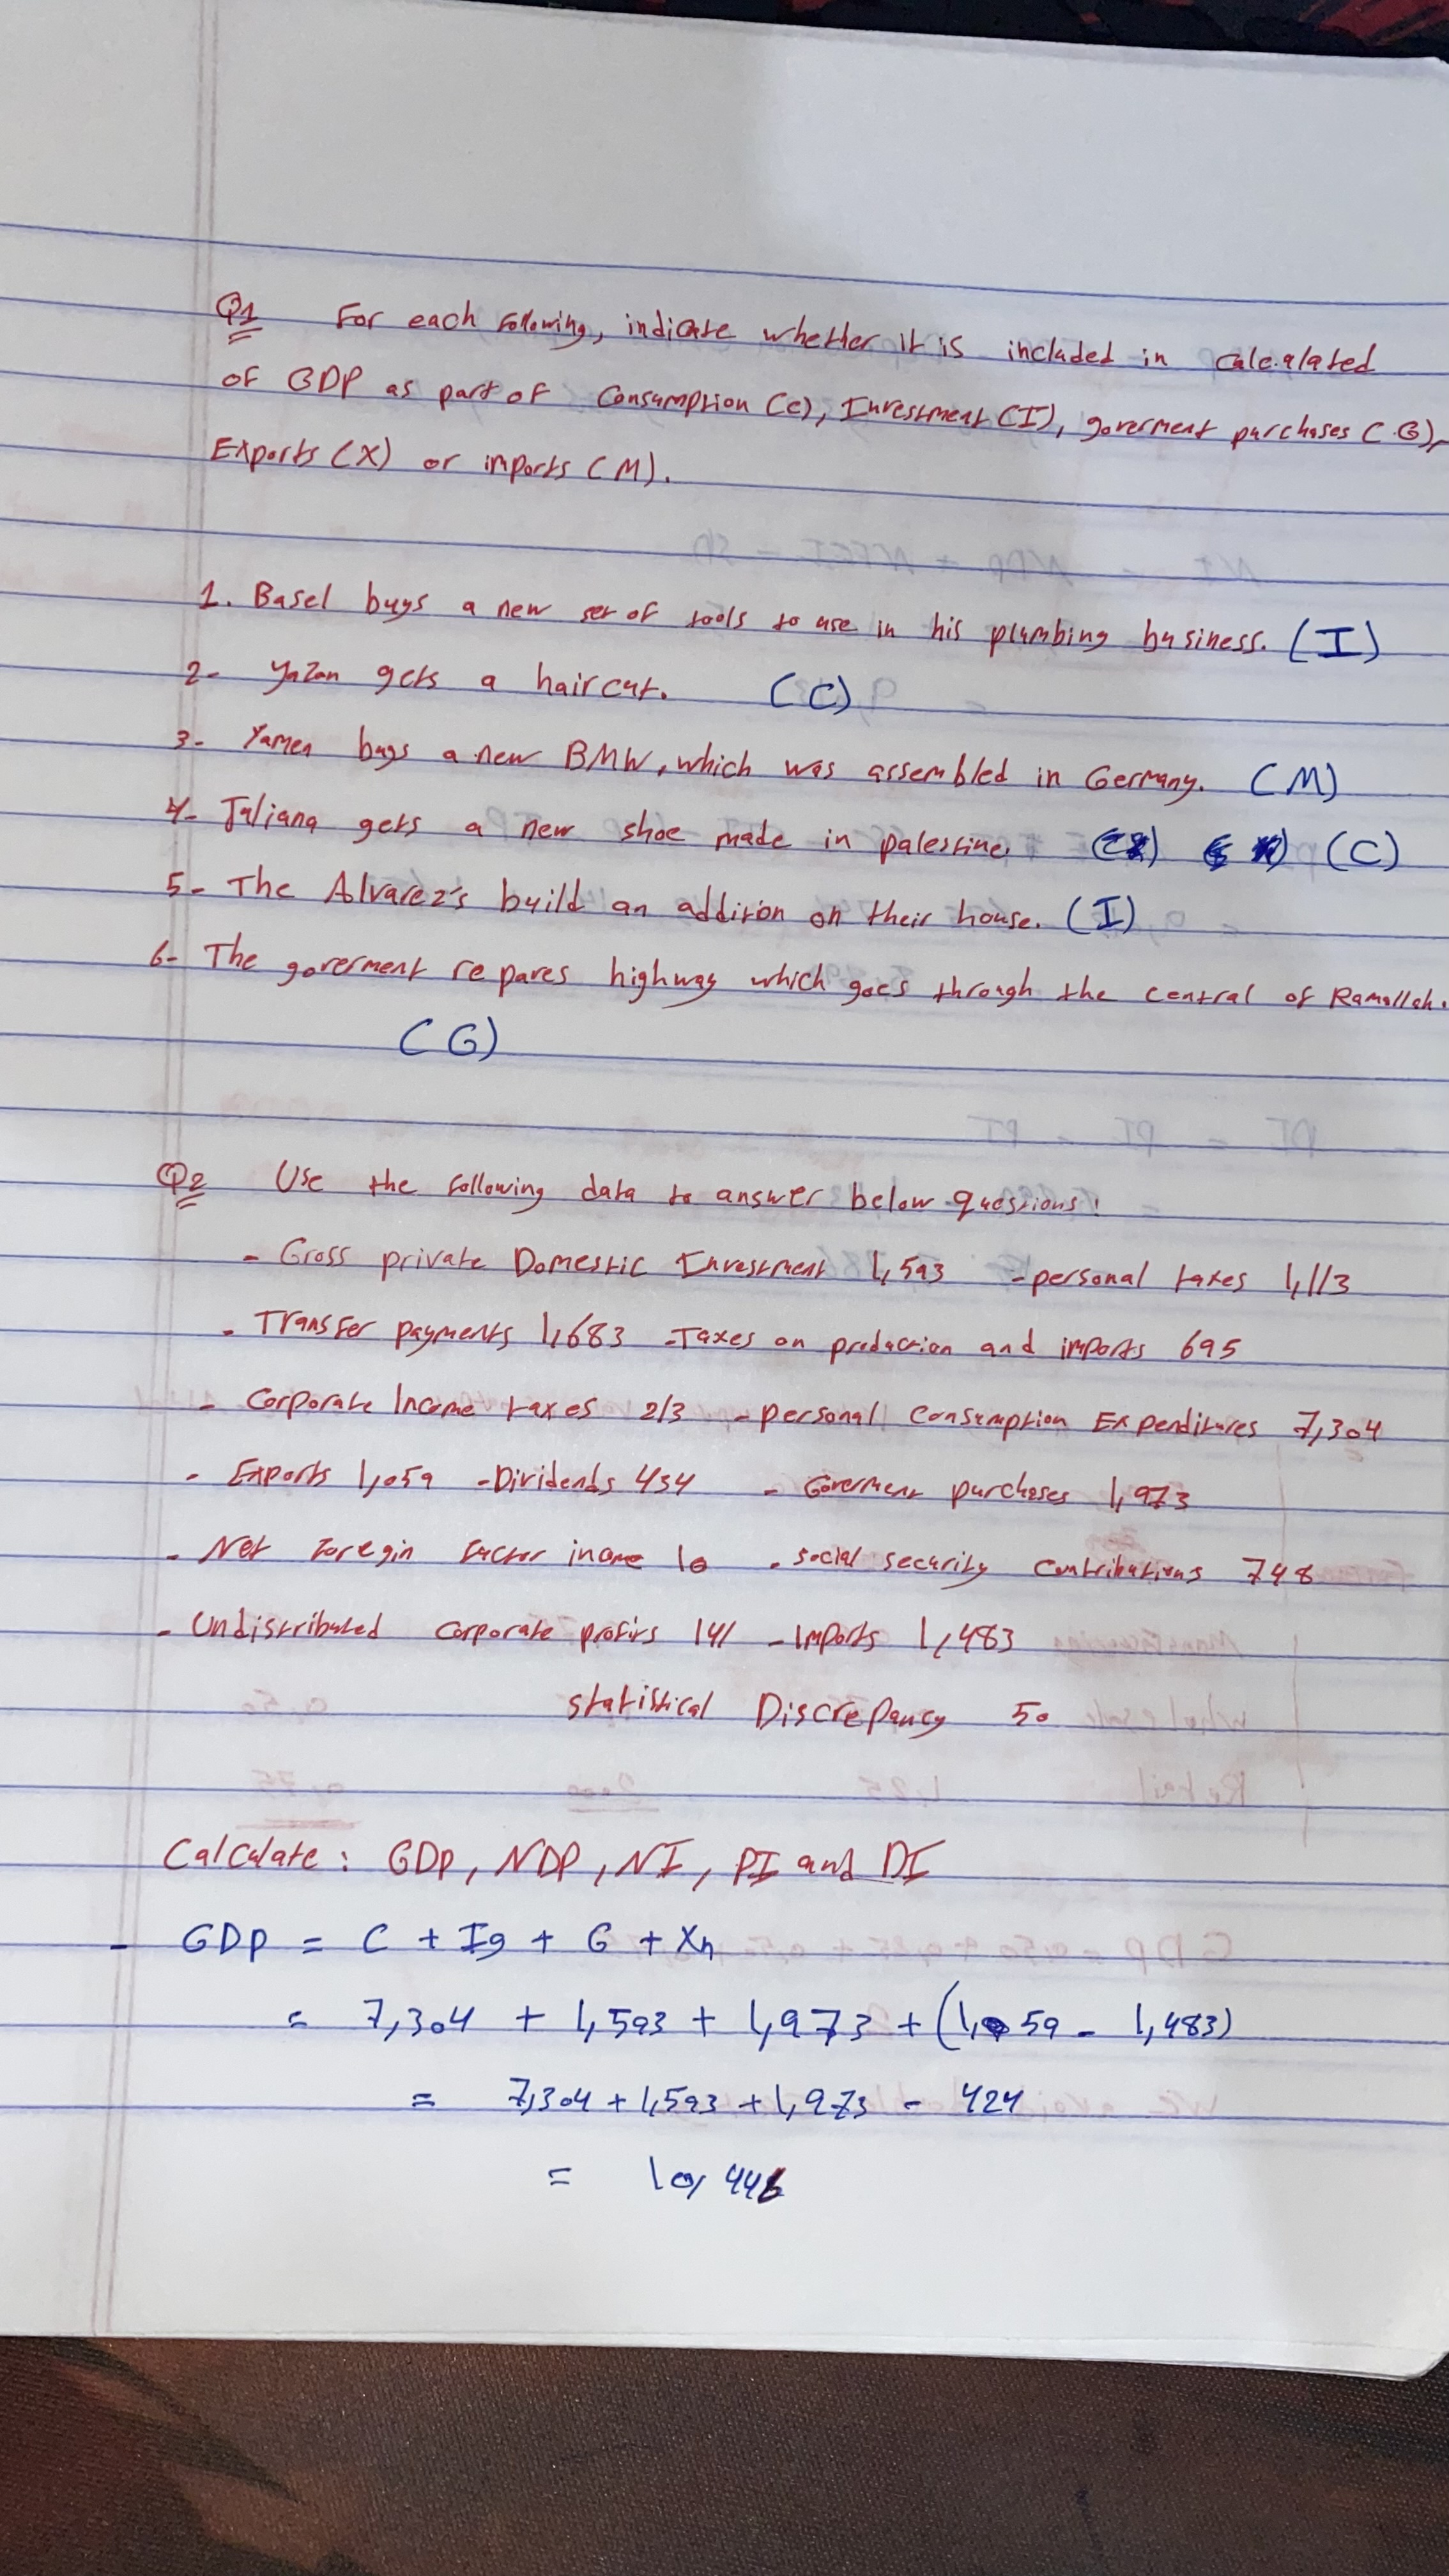 Q1 For each following, indicate whether it is included in calculated
of GDP as part of Consumption (c), Investment (I), goverment purchases (G),
Exports (X) or imports (M).
1. Basel buys a new set of tools to use in his plumbing business. (I)
2- Yazan gets a haircut. (C)
3- Yamen buys a new BMW, which was assembled in Germany. (M)
4- Juliana gets a new shoe made in palestine. (C)
5- The Alvarez's build an addition on their house. (I)
6- The goverment repares highway which goes through the central of Ramallah.
(G)
Q2 Use the following data to answer below questions:
- Gross private Domestic Investment 1,593 - personal taxes 1,113
- Transfer payments 1,683 - Taxes on production and imports 695
- Corporate Income taxes 213 - personal Consumption Expenditures 7,304
- Exports 1,059 - Dividends 434 - Goverment purchases 1,973
- Net Foregin factor incme 10 - social security contributions 748
- Undistributed corporate profits 141 - Imports 1,483
statistical Discrepancy 50
Calculate: GDP, NDP, NI, PI and DI
- GDP = C + Ig + G + Xn
= 7,304 + 1,593 + 1,973 + (1,059 - 1,483)
= 7,304 + 1,593 + 1,973 - 424
= 10,446